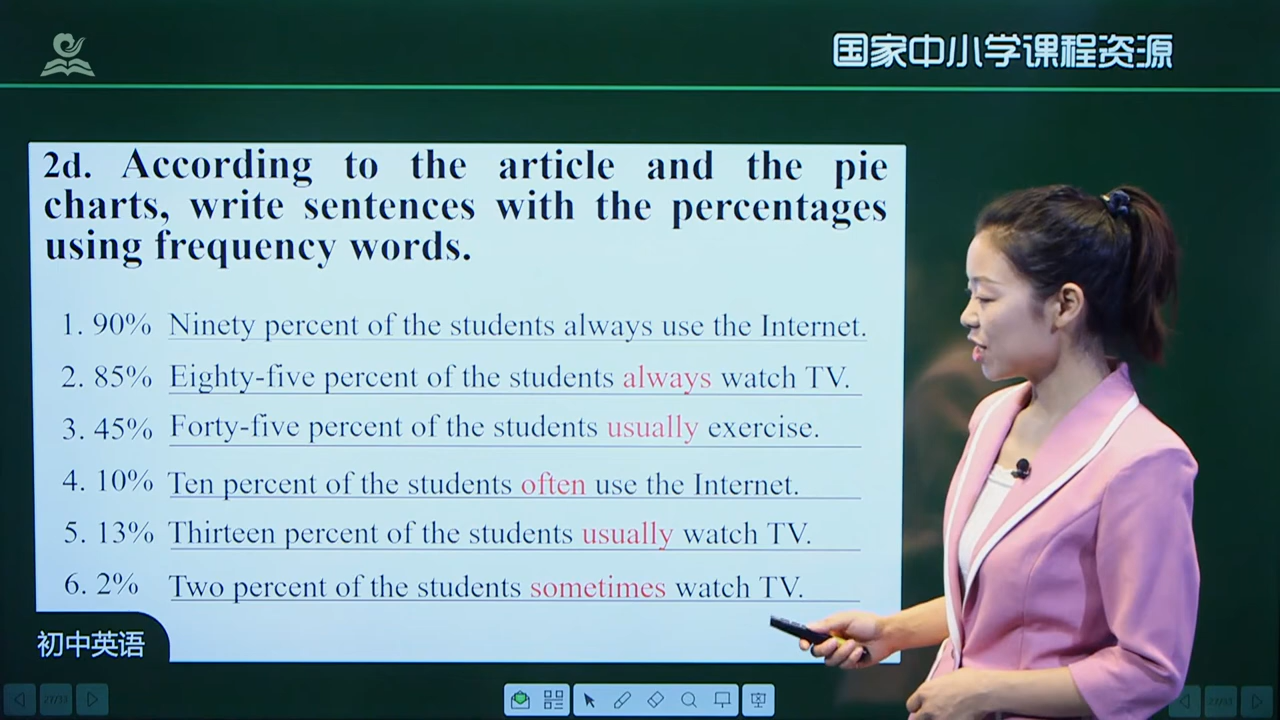 国家中小学课程资源
2d. According to the article and the pie
charts, write sentences with the percentages
using frequency words.
1. 90% Ninety percent of the students always use the Internet.
2. 85% Eighty-five percent of the students always watch TV.
3. 45% Forty-five percent of the students usually exercise.
4. 10% Ten percent of the students often use the Internet.
5. 13% Thirteen percent of the students usually watch TV.
6. 2% Two percent of the students sometimes watch TV.
初中英语